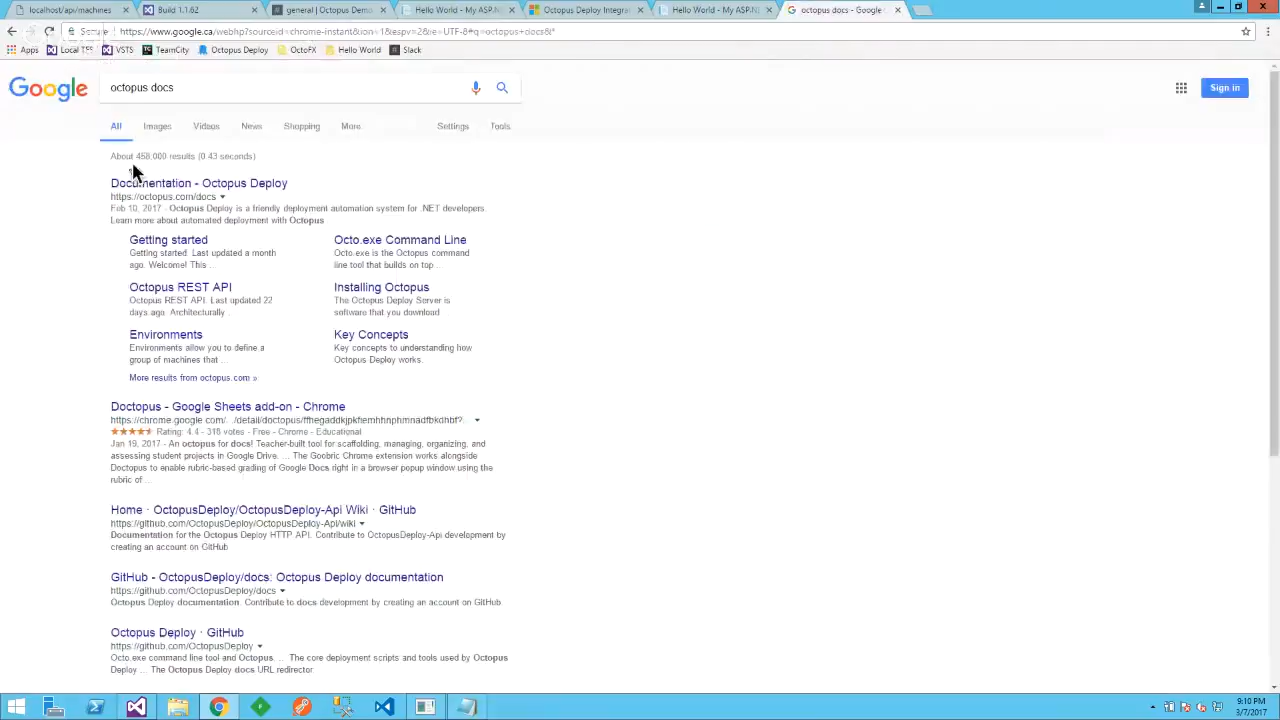 localhost/api/machines
Build 1.1.62
general | Octopus Demo
Hello World - My ASP.N
Octopus Deploy Integra
Hello World - My ASP.N
octopus docs - Google
Secure https://www.google.ca/webhp?sourceid=chrome-instant&ion=1&espv=2&ie=UTF-8#q=octopus+docs&*
Apps Local TFS VSTS TeamCity Octopus Deploy OctoFX Hello World Slack
Google
octopus docs
Sign in
All Images Videos News Shopping More Settings Tools
About 458,000 results (0.43 seconds)
Documentation - Octopus Deploy
https://octopus.com/docs
Feb 10, 2017 - Octopus Deploy is a friendly deployment automation system for .NET developers
Learn more about automated deployment with Octopus
Getting started
Getting started. Last updated a month
ago. Welcome! This ...
Octo.exe Command Line
Octo.exe is the Octopus command
line tool that builds on top...
Octopus REST API
Octopus REST API. Last updated 22
days ago. Architecturally .
Installing Octopus
The Octopus Deploy Server is
software that you download
Environments
Environments allow you to define a
group of machines that ...
Key Concepts
Key concepts to understanding how
Octopus Deploy works.
More results from octopus.com »
Doctopus - Google Sheets add-on - Chrome
Rating: 4.4 - 318 votes - Free - Chrome - Educational
Jan 19, 2017 - An octopus for docs! Teacher-built tool for scaffolding, managing, organizing, and
assessing student projects in Google Drive. ... The Goobric Chrome extension works alongside
Doctopus to enable rubric-based grading of Google Docs right in a browser popup window using the
rubric of ...
Home · OctopusDeploy/OctopusDeploy-Api Wiki · GitHub
https://github.com/OctopusDeploy/OctopusDeploy-Api/wiki
Documentation for the Octopus Deploy HTTP API. Contribute to OctopusDeploy-Api development by
creating an account on GitHub
GitHub - OctopusDeploy/docs: Octopus Deploy documentation
https://github.com/OctopusDeploy/docs
Octopus Deploy documentation. Contribute to docs development by creating an account on GitHub
Octopus Deploy · GitHub
https://github.com/OctopusDeploy
Octo.exe command line tool and Octopus. ... The core deployment scripts and tools used by Octopus
Deploy ... The Octopus Deploy docs URL redirector.
9:10 PM
3/7/2017